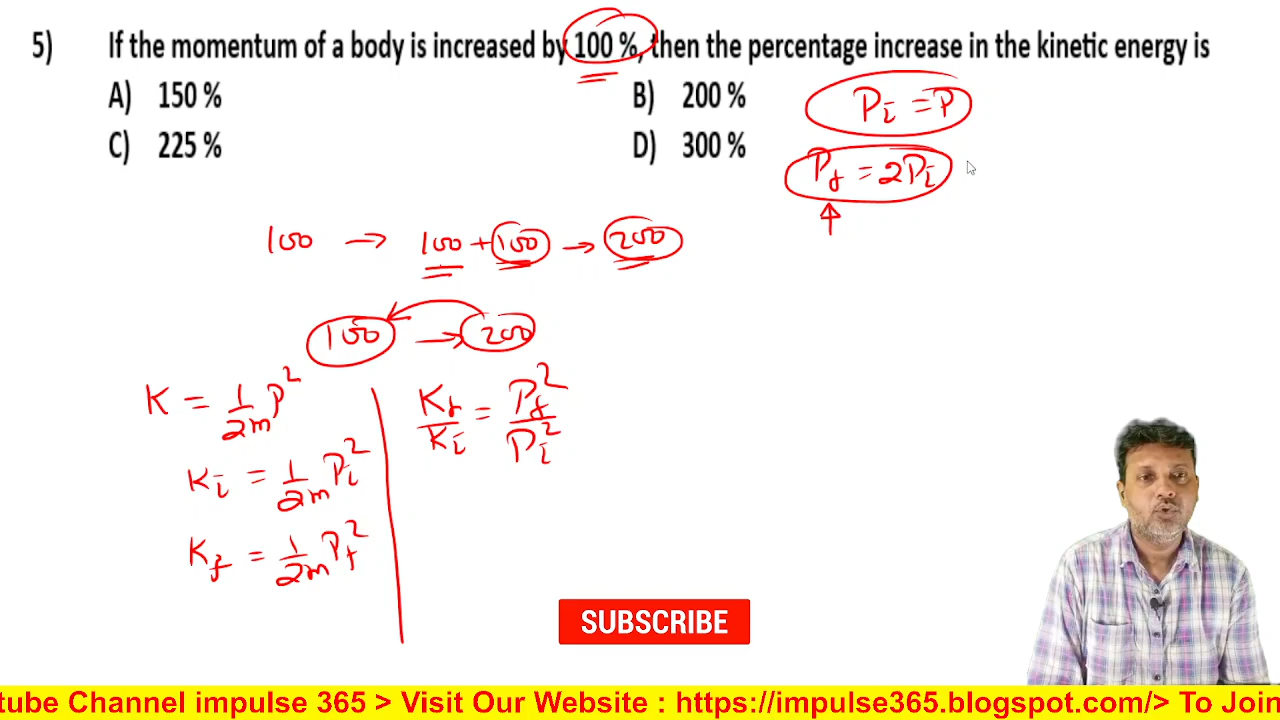 5) If the momentum of a body is increased by 100 %, then the percentage increase in the kinetic energy is
A) 150 % B) 200 %
C) 225 % D) 300 %
Pi = P
Pf = 2Pi
100 → 100 + 100 → 200
100 → 200
K = 1/2m P²
Ki = 1/2m Pi²
Kf = 1/2m Pf²
Kf/Ki = Pf²/Pi²
SUBSCRIBE
tube Channel impulse 365 > Visit Our Website : https://impulse365.blogspot.com/> To Join